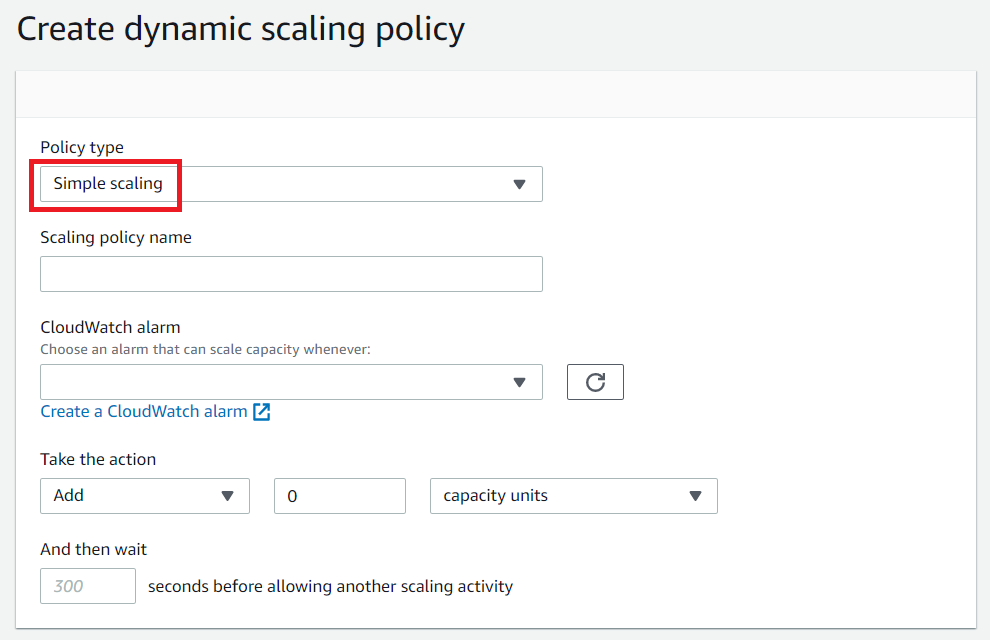 Create dynamic scaling policy
Policy type
Simple scaling
Scaling policy name
CloudWatch alarm
Choose an alarm that can scale capacity whenever:
Create a CloudWatch alarm
Take the action
Add 0 capacity units
And then wait
300 seconds before allowing another scaling activity